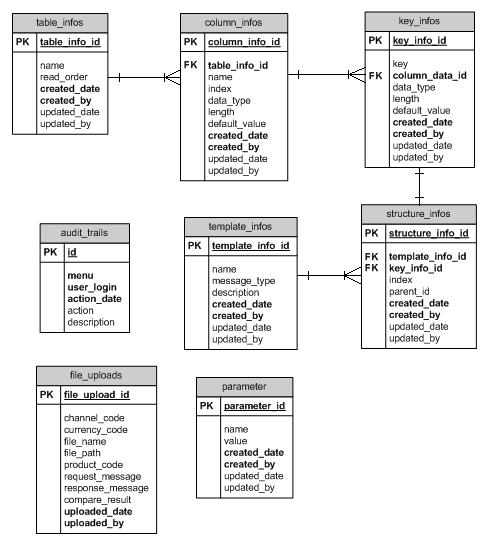 table_infos
PK table_info_id
name
read_order
created_date
created_by
updated_date
updated_by
column_infos
PK column_info_id
FK table_info_id
name
index
data_type
length
default_value
created_date
created_by
updated_date
updated_by
key_infos
PK key_info_id
key
FK column_data_id
data_type
length
default_value
created_date
created_by
updated_date
updated_by
audit_trails
PK id
menu
user_login
action_date
action
description
template_infos
PK template_info_id
name
message_type
description
created_date
created_by
updated_date
updated_by
structure_infos
PK structure_info_id
FK template_info_id
FK key_info_id
index
parent_id
created_date
created_by
updated_date
updated_by
file_uploads
PK file_upload_id
channel_code
currency_code
file_name
file_path
product_code
request_message
response_message
compare_result
uploaded_date
uploaded_by
parameter
PK parameter_id
name
value
created_date
created_by
updated_date
updated_by